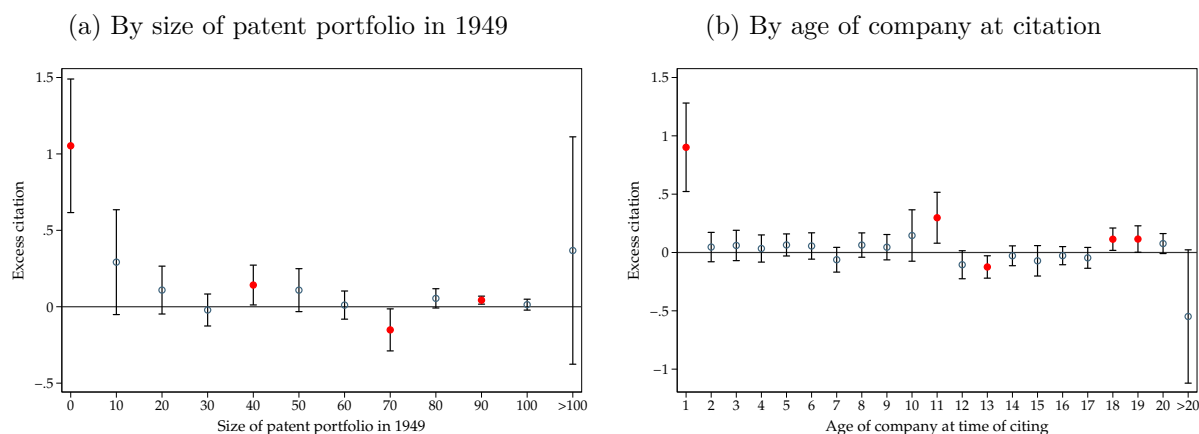 (a) By size of patent portfolio in 1949
1.5
1
.5
0
−.5
Excess citation
0 10 20 30 40 50 60 70 80 90 100 >100
Size of patent portfolio in 1949
(b) By age of company at citation
1.5
1
.5
0
−.5
−1
Excess citation
1 2 3 4 5 6 7 8 9 10 11 12 13 14 15 16 17 18 19 20 >20
Age of company at time of citing